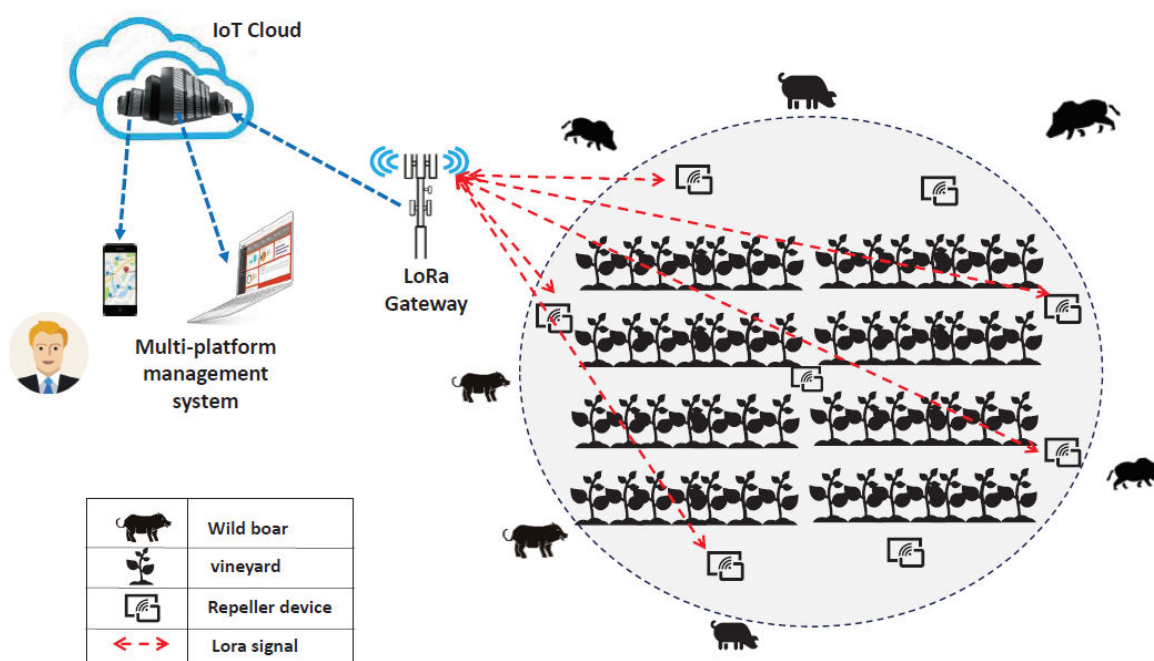 IoT Cloud
LoRa
Gateway
Multi-platform
management
system
Wild boar
vineyard
Repeller device
Lora signal